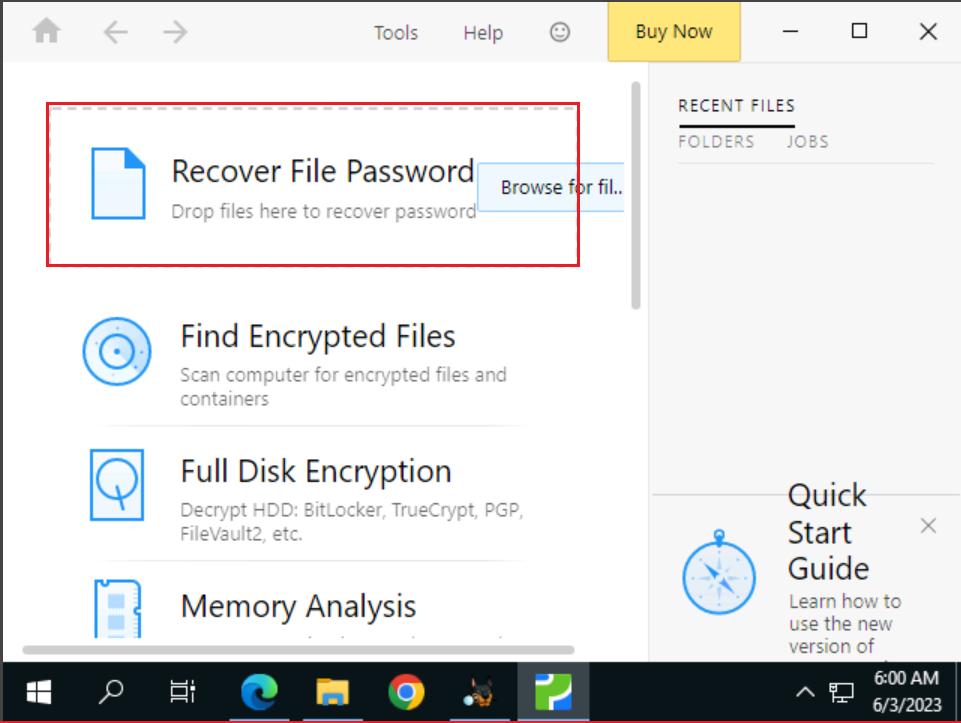 Tools Help Buy Now
Recover File Password
Drop files here to recover password
Browse for fil..
Find Encrypted Files
Scan computer for encrypted files and
containers
Full Disk Encryption
Decrypt HDD: BitLocker, TrueCrypt, PGP,
FileVault2, etc.
Memory Analysis
RECENT FILES
FOLDERS JOBS
Quick
Start
Guide
Learn how to
use the new
version of
6:00 AM
6/3/2023